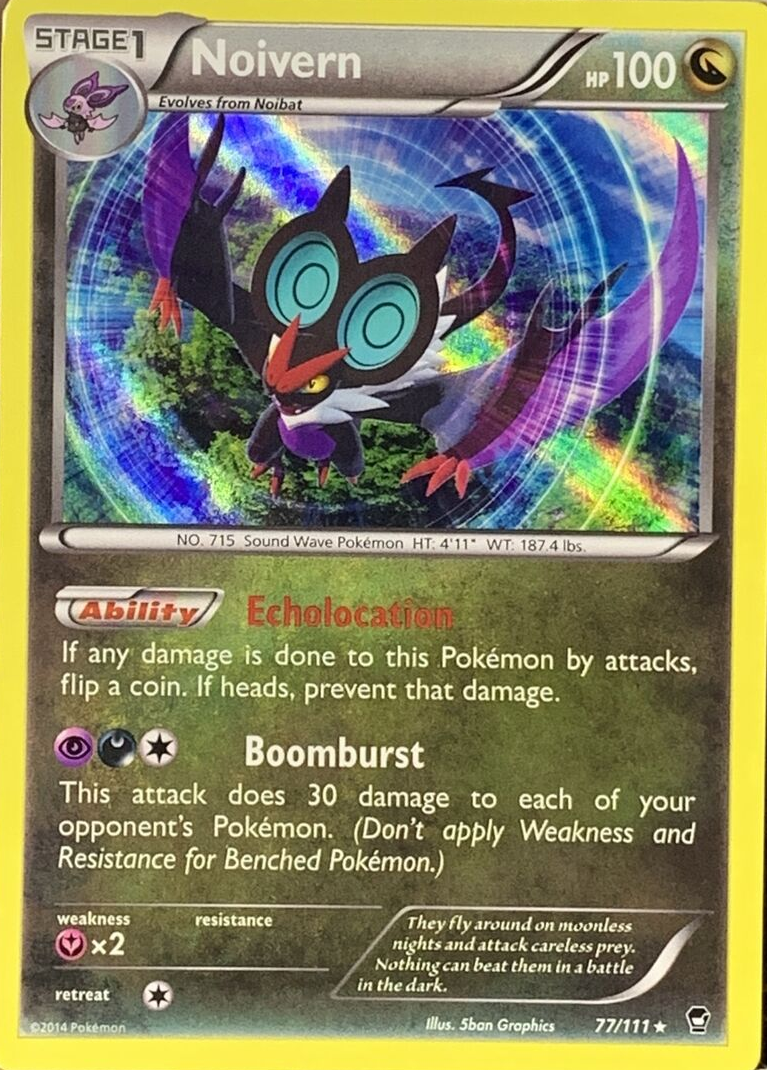 STAGE1
Noivern
HP100
Evolves from Noibat
NO. 715 Sound Wave Pokémon HT: 4'11" WT: 187.4 lbs.
Ability Echolocation
If any damage is done to this Pokémon by attacks,
flip a coin. If heads, prevent that damage.
Boomburst
This attack does 30 damage to each of your
opponent's Pokémon. (Don't apply Weakness and
Resistance for Benched Pokémon.)
weakness resistance
×2
They fly around on moonless
nights and attack careless prey.
Nothing can beat them in a battle
in the dark.
retreat
©2014 Pokémon Illus. 5ban Graphics 77/111 ★